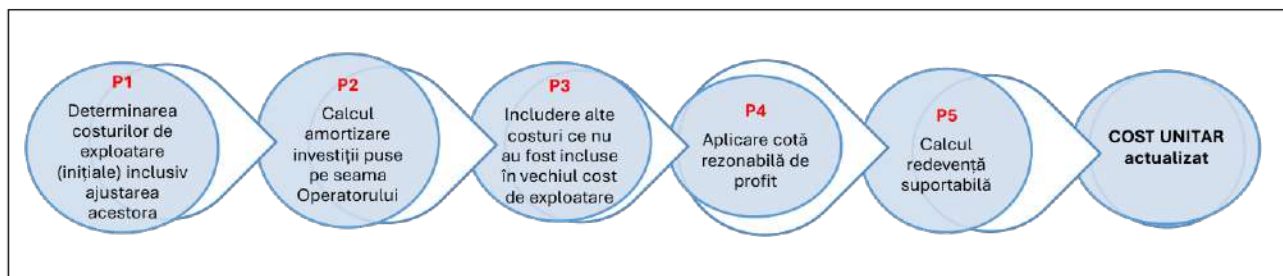 P1
Determinarea
costurilor de
exploatare
(inițiale) inclusiv
ajustarea
acestora
P2
Calcul
amortizare
investiții puse
pe seama
Operatorului
P3
Includere alte
costuri ce nu
au fost incluse
în vechiul cost
de exploatare
P4
Aplicare cotă
rezonabilă de
profit
P5
Calcul
redevență
suportabilă
COST UNITAR
actualizat